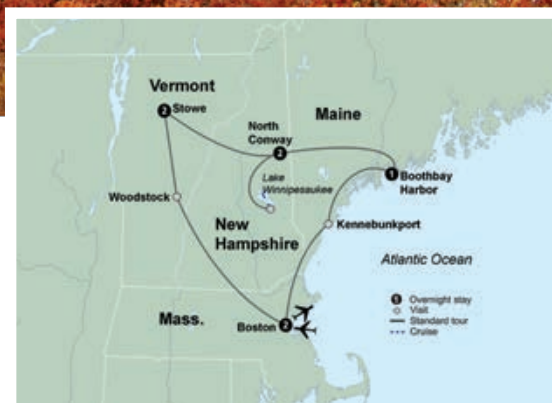 Vermont
2 Stowe
North
Conway
2
Maine
Lake
Winnipesaukee
1 Boothbay
Harbor
Woodstock
New
Hampshire
Kennebunkport
Atlantic Ocean
Mass.
Boston 2
1 Overnight stay
Visit
Standard tour
Cruise